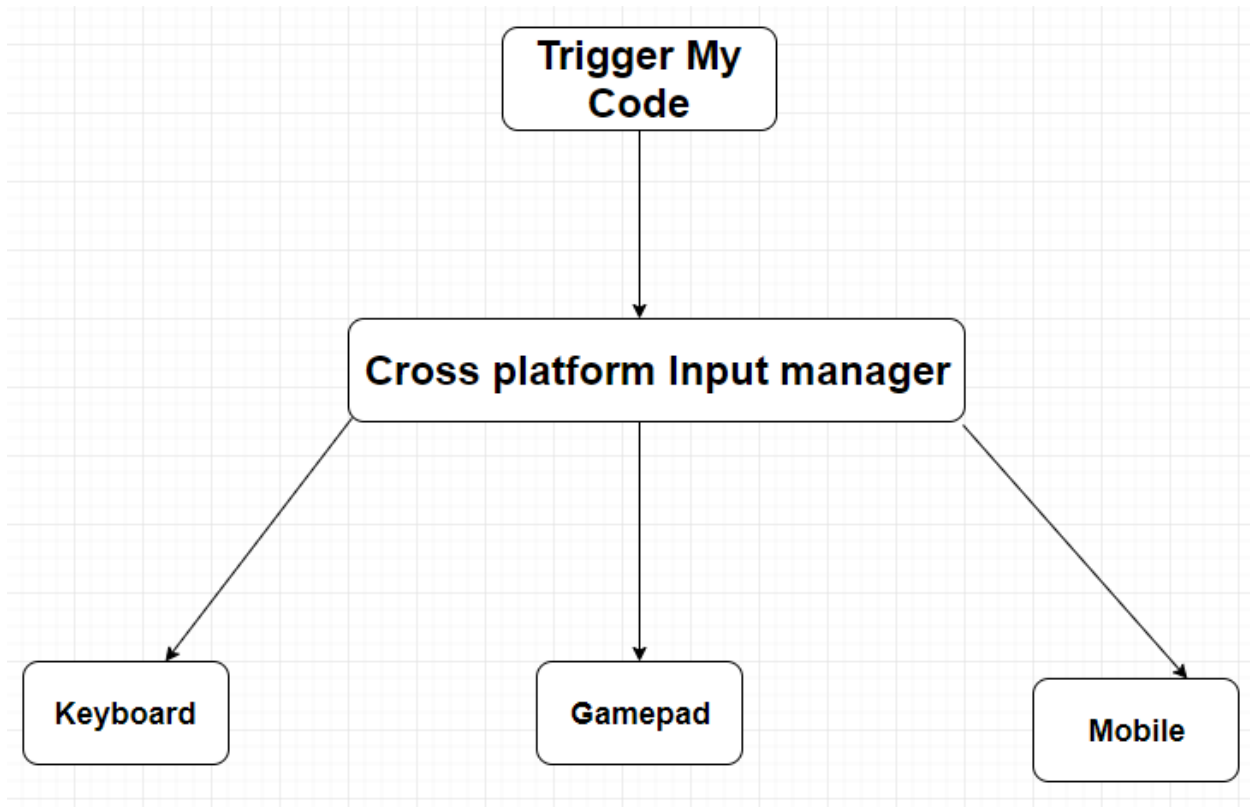 Trigger My
Code
Cross platform Input manager
Keyboard
Gamepad
Mobile